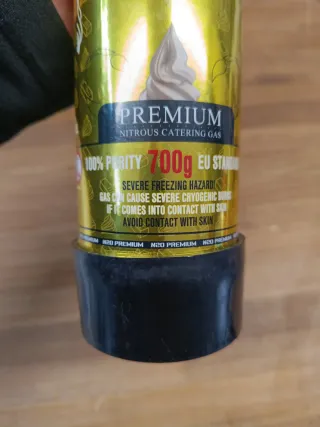 PREMIUM
NITROUS CATERING GAS
100% PURITY 700g EU STANDARD
SEVERE FREEZING HAZARD!
GAS CAN CAUSE SEVERE CRYOGENIC BURNS
IF IT COMES INTO CONTACT WITH SKIN
AVOID CONTACT WITH SKIN
N2O PREMIUM N2O PREMIUM N2O PREMIUM